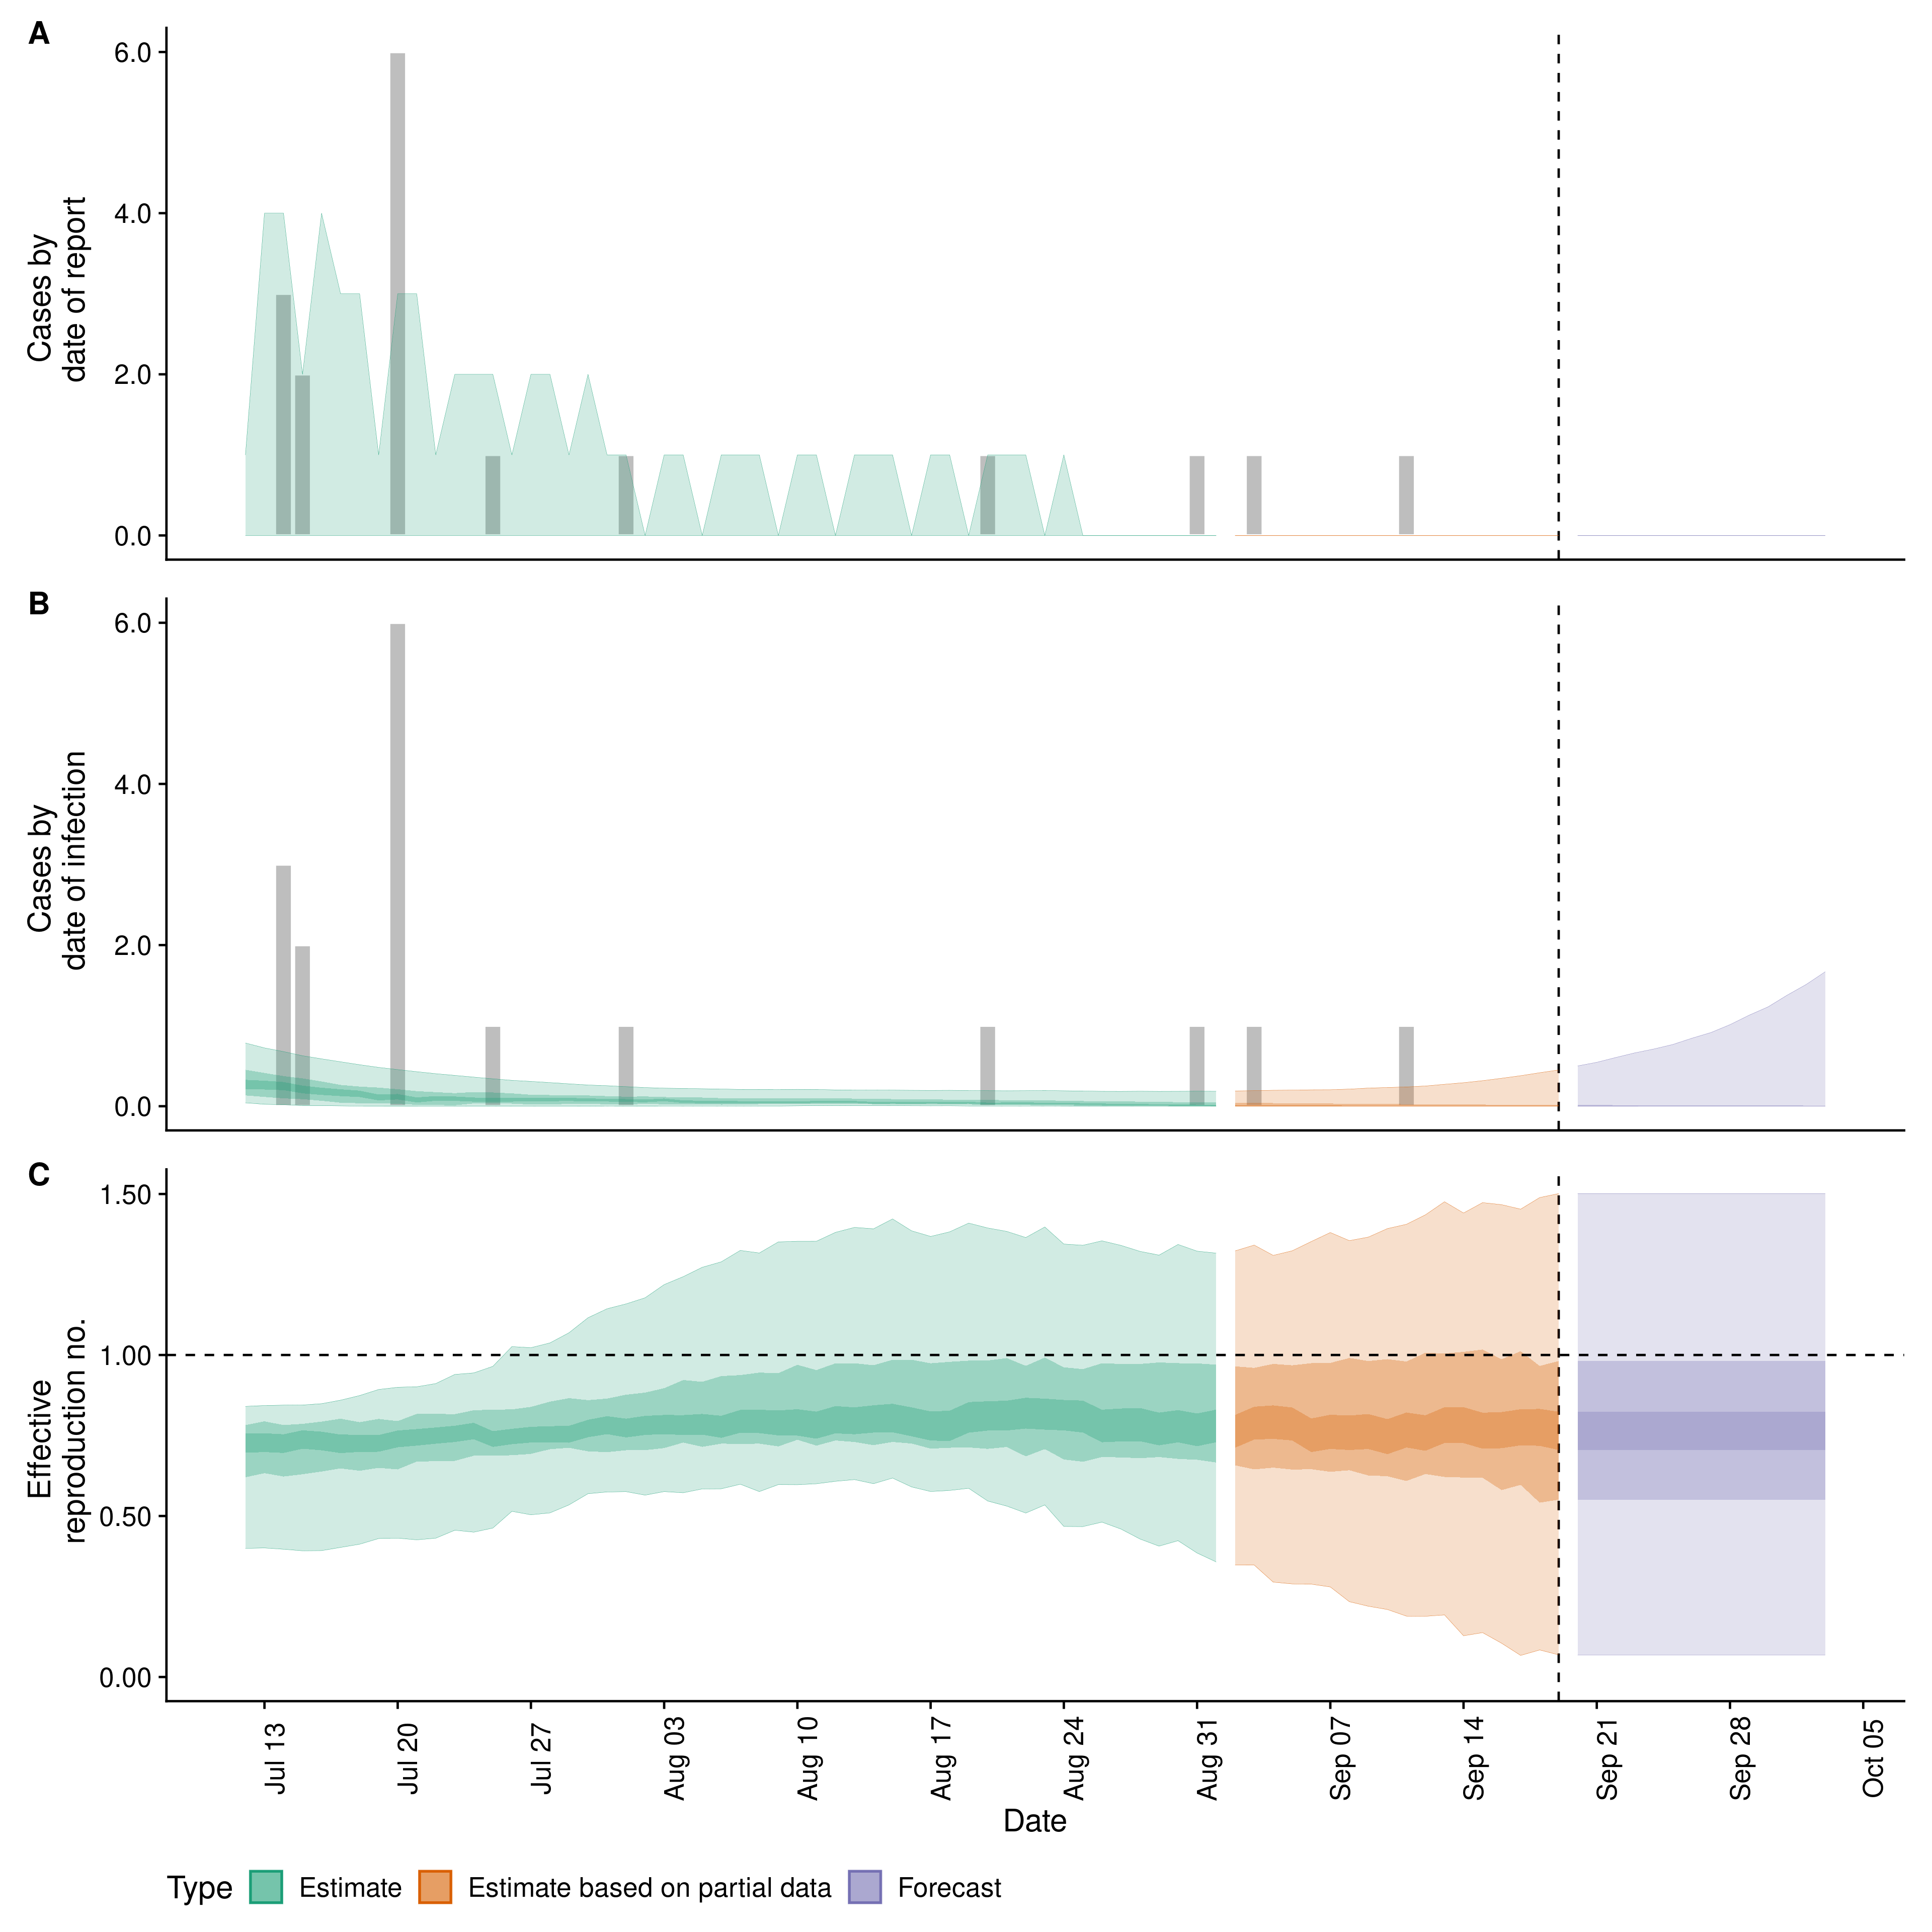 A
6.0
4.0
2.0
0.0
Cases by
date of report
B
6.0
4.0
2.0
0.0
Cases by
date of infection
C
1.50
1.00
0.50
0.00
Effective
reproduction no.
Jul 13
Jul 20
Jul 27
Aug 03
Aug 10
Aug 17
Aug 24
Aug 31
Sep 07
Sep 14
Sep 21
Sep 28
Oct 05
Date
Type Estimate Estimate based on partial data Forecast